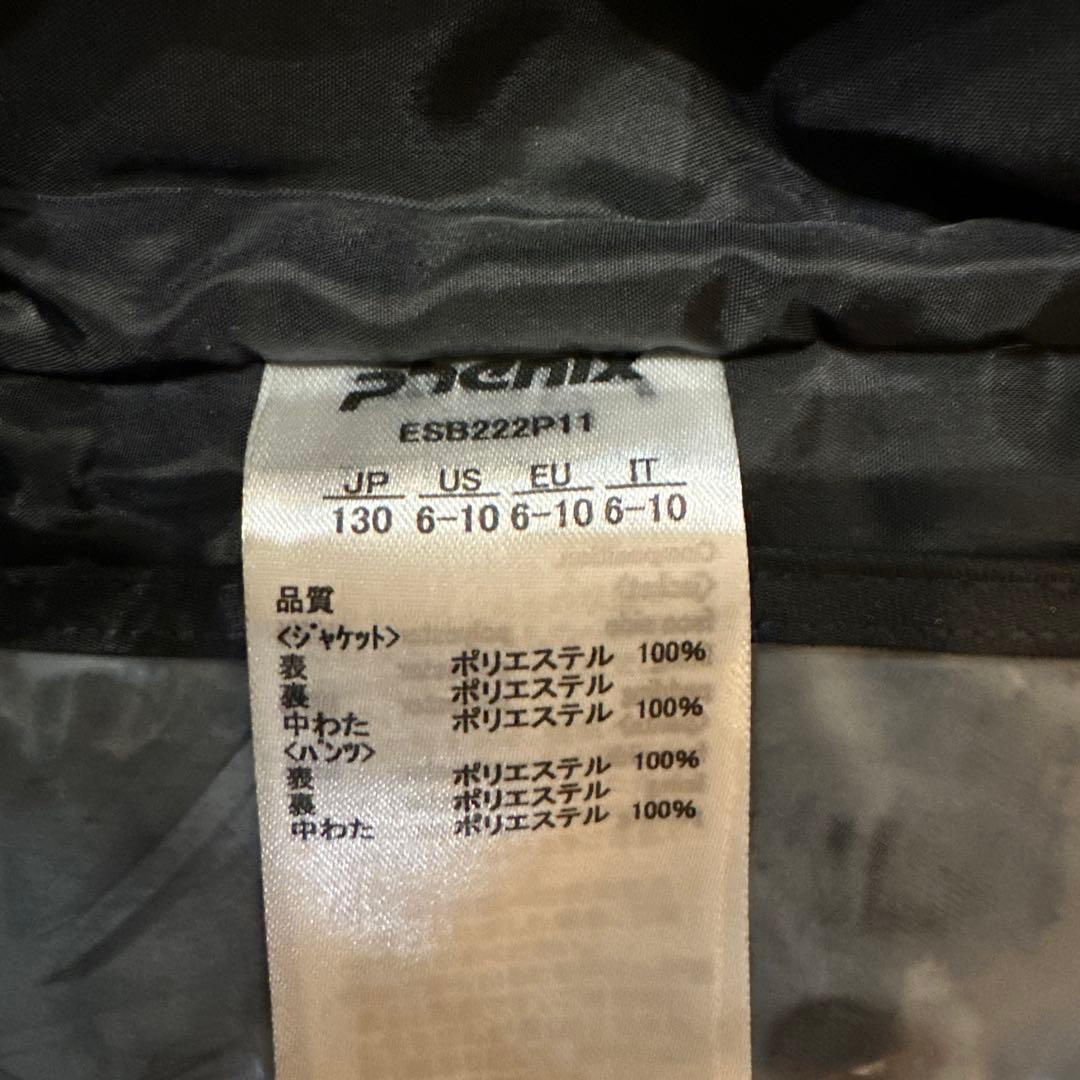 phenix
ESB222P11
JP US EU IT
130 6-10 6-10 6-10
品質
<ジャケット>
表 ポリエステル 100%
裏 ポリエステル
中わた ポリエステル 100%
<パンツ>
表 ポリエステル 100%
裏 ポリエステル
中わた ポリエステル 100%